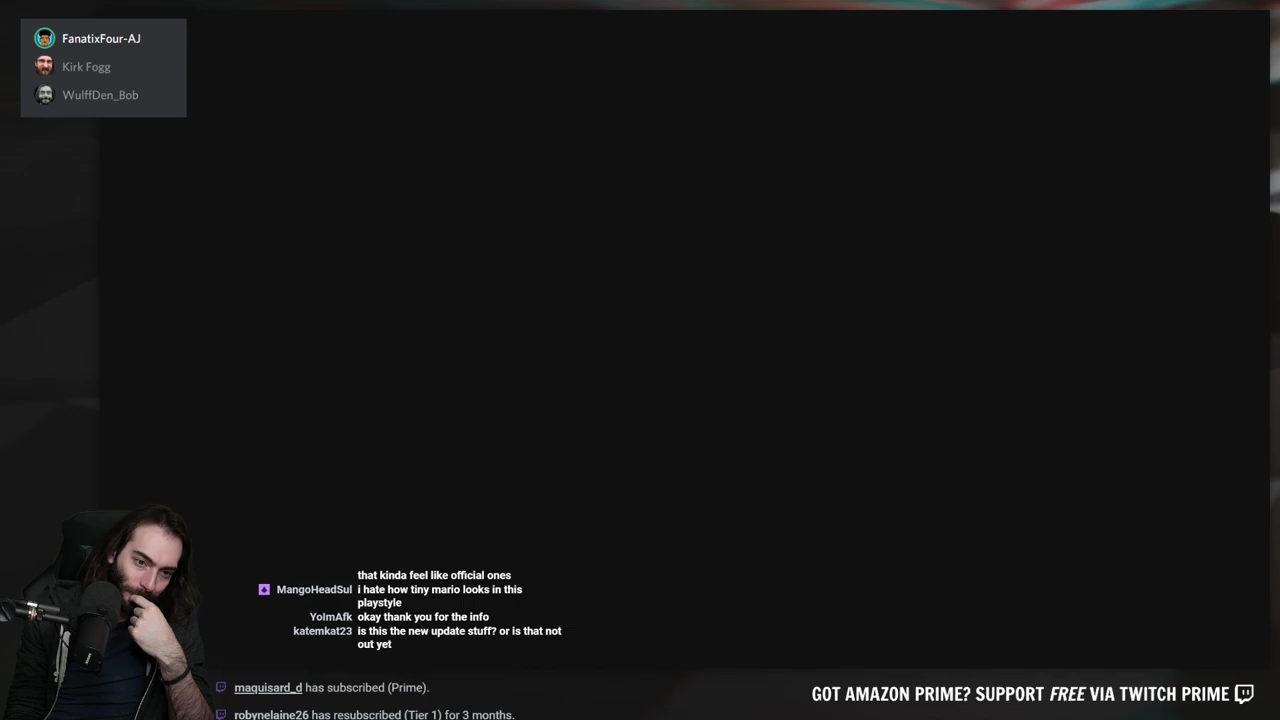 FanatixFour-AJ
Kirk Fogg
WulffDen_Bob
that kinda feel like official ones
MangoHeadSul i hate how tiny mario looks in this
playstyle
YoImAfk okay thank you for the info
katemkat23 is this the new update stuff? or is that not
out yet
maquisard_d has subscribed (Prime).
robynelaine26 has resubscribed (Tier 1) for 3 months.
GOT AMAZON PRIME? SUPPORT FREE VIA TWITCH PRIME